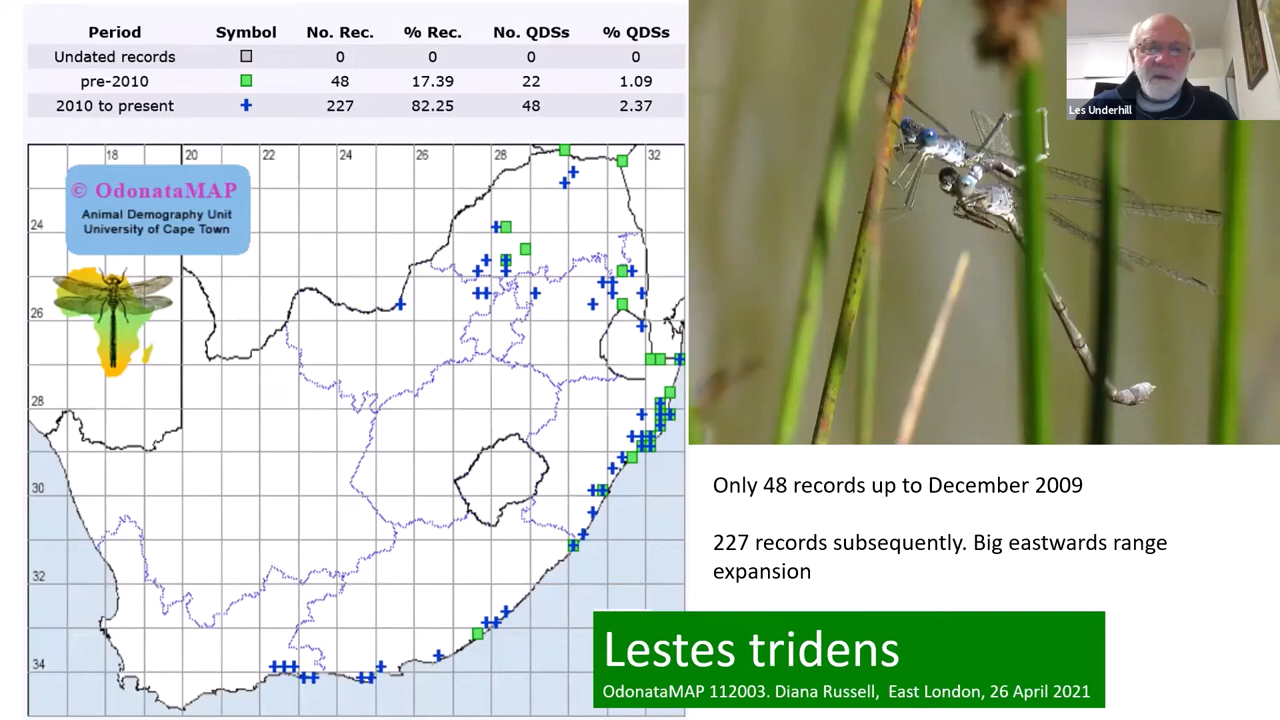 Period Symbol No. Rec. % Rec. No. QDSs % QDSs
Undated records 0 0 0 0
pre-2010 48 17.39 22 1.09
2010 to present 227 82.25 48 2.37
18 20 22 24 26 28 32
© OdonataMAP
Animal Demography Unit
University of Cape Town
24
26
28
30
32
34
Les Underhill
Only 48 records up to December 2009
227 records subsequently. Big eastwards range
expansion
Lestes tridens
OdonataMAP 112003. Diana Russell, East London, 26 April 2021